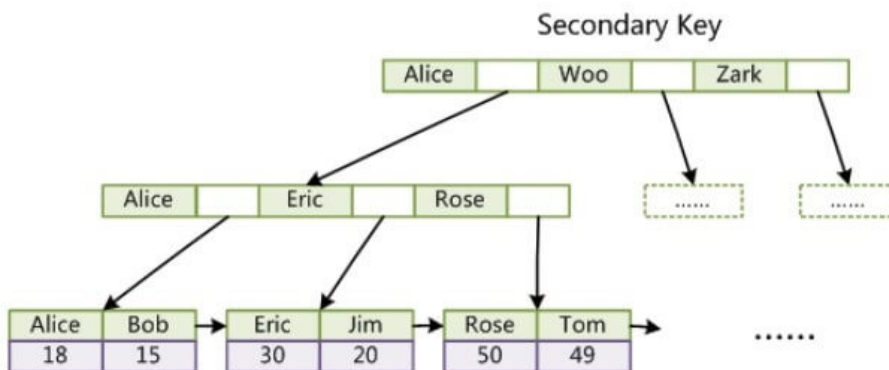 Secondary Key
Alice Woo Zark
Alice Eric Rose
...... ......
Alice Bob Eric Jim Rose Tom
18 15 30 20 50 49
......